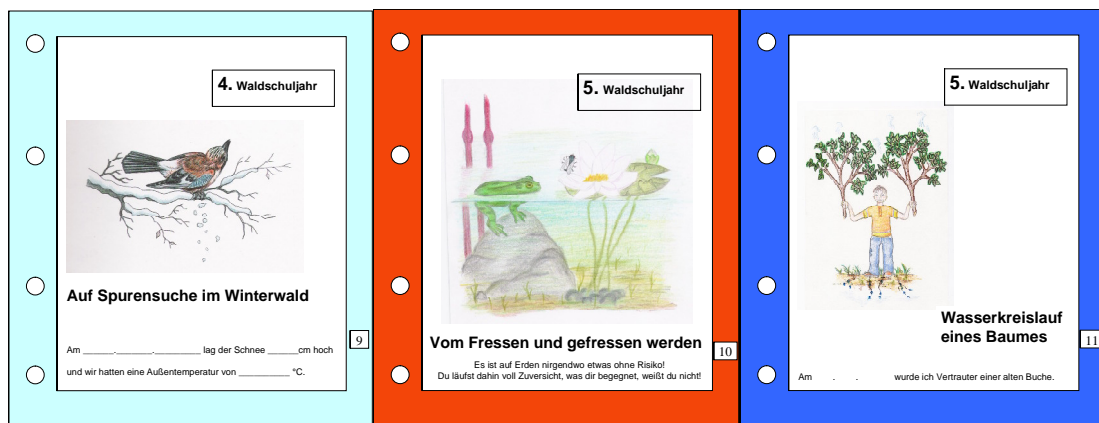 4. Waldschuljahr
Auf Spurensuche im Winterwald
Am ______.______._________ lag der Schnee ______cm hoch
und wir hatten eine Außentemperatur von __________ °C.
9
5. Waldschuljahr
Vom Fressen und gefressen werden
Es ist auf Erden nirgendwo etwas ohne Risiko!
Du läufst dahin voll Zuversicht, was dir begegnet, weißt du nicht!
10
5. Waldschuljahr
Wasserkreislauf
eines Baumes
Am . . wurde ich Vertrauter einer alten Buche.
11